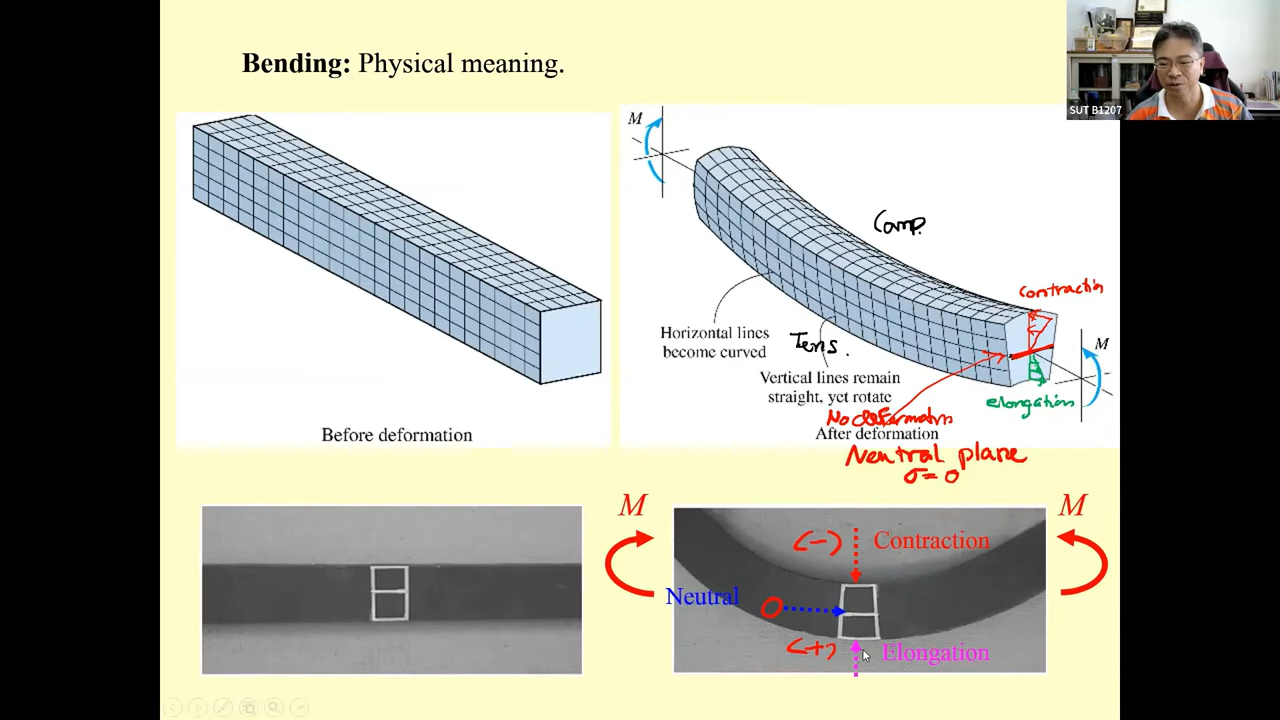 Bending: Physical meaning.
SUT B1207
M
Comp.
contraction
Horizontal lines
become curved
Tens.
M
Vertical lines remain
straight, yet rotate
elongation
No deformation
Before deformation
After deformation
Neutral plane
σ = 0
M
M
(-)
Contraction
Neutral
0
(+)
Elongation